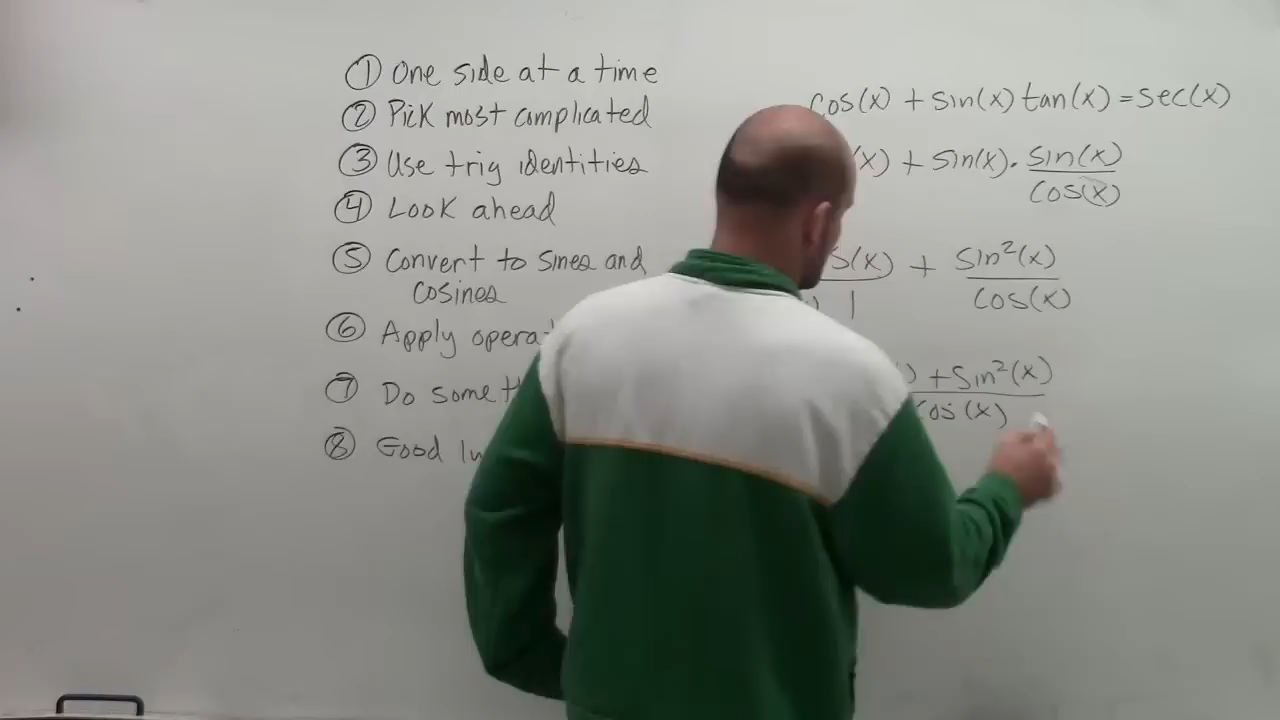 ① One side at a time
② Pick most complicated
③ Use trig identities
④ Look ahead
⑤ Convert to sines and
cosines
⑥ Apply
⑦ Do
⑧ Good
cos(x) + sin(x) tan(x) = sec(x)
(x) + sin(x) · sin(x)
cos(x)
s(x) + sin²(x)
1 cos(x)
) + sin²(x)
cos(x)